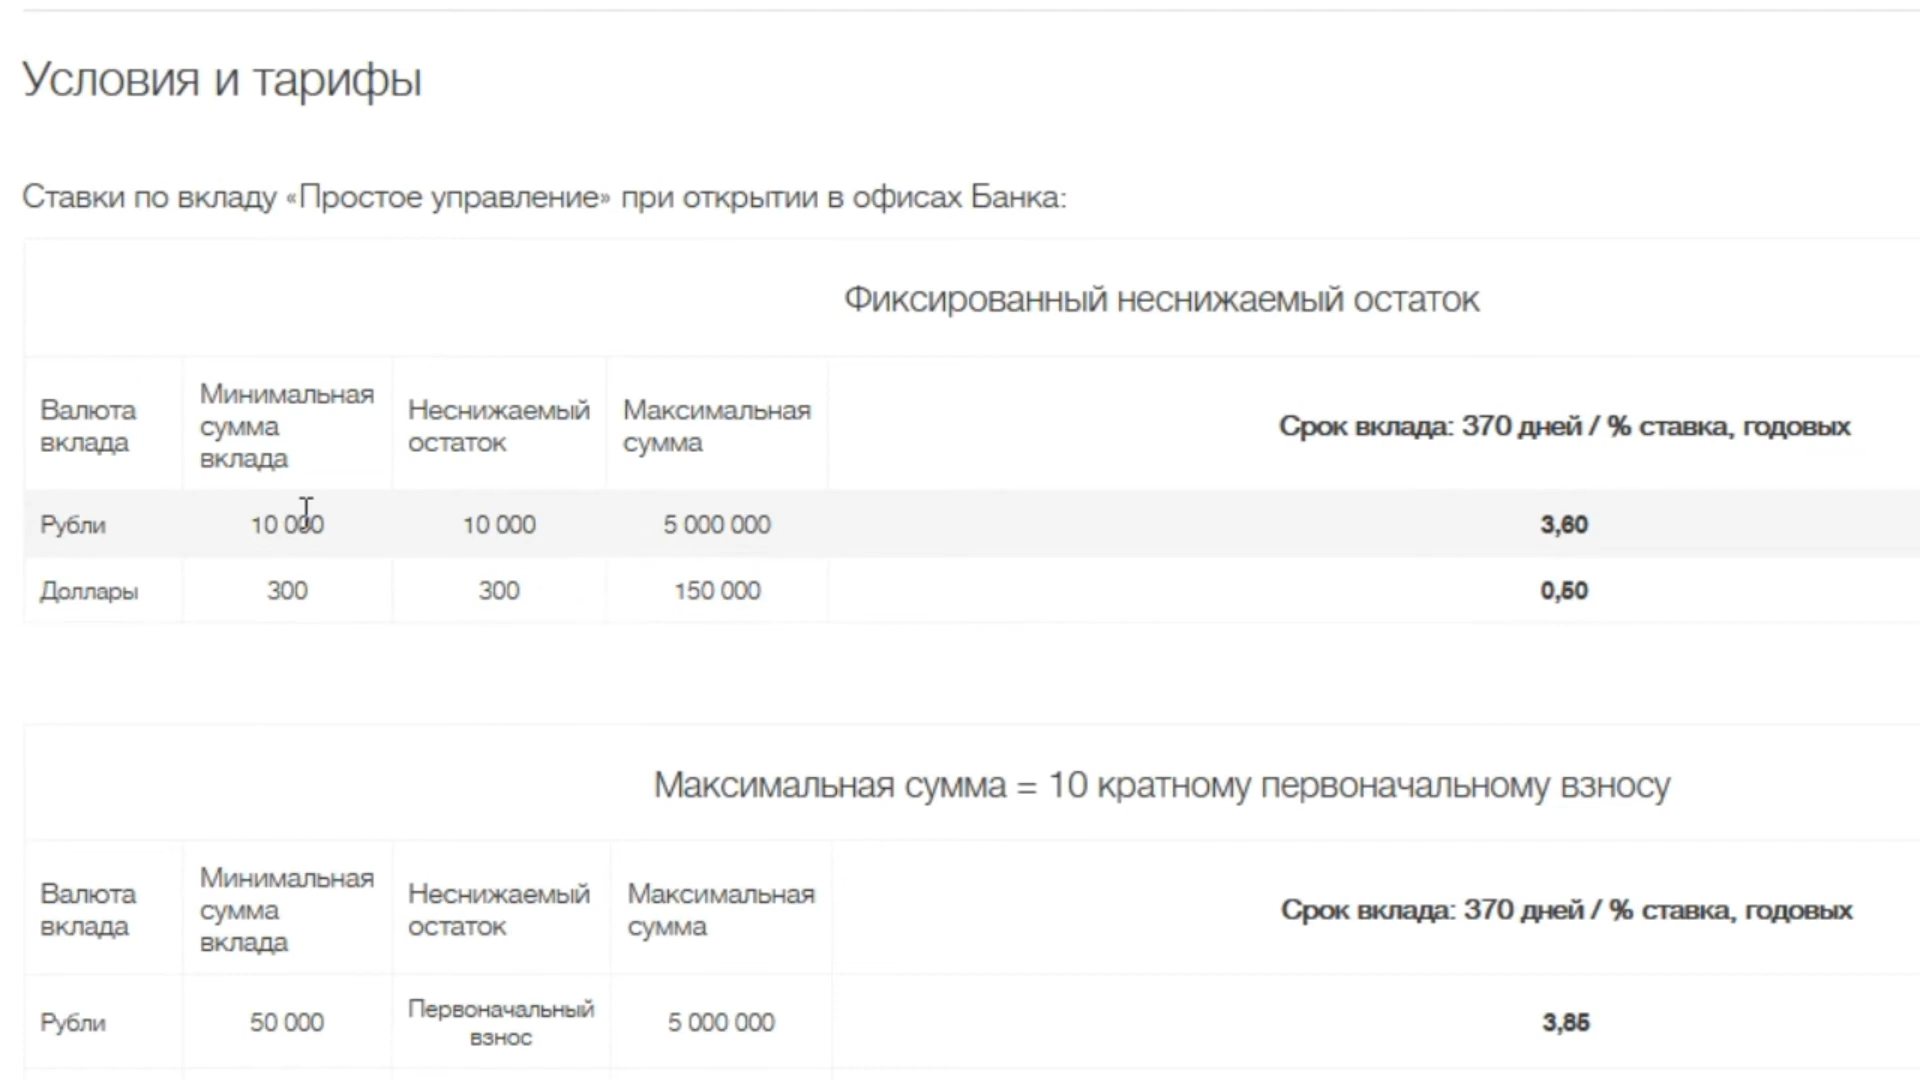 Условия и тарифы
Ставки по вкладу «Простое управление» при открытии в офисах Банка:
Фиксированный неснижаемый остаток
Валюта вклада Минимальная сумма вклада Неснижаемый остаток Максимальная сумма Срок вклада: 370 дней / % ставка, годовых
Рубли 10 000 10 000 5 000 000 3,60
Доллары 300 300 150 000 0,50
Максимальная сумма = 10 кратному первоначальному взносу
Валюта вклада Минимальная сумма вклада Неснижаемый остаток Максимальная сумма Срок вклада: 370 дней / % ставка, годовых
Рубли 50 000 Первоначальный взнос 5 000 000 3,85